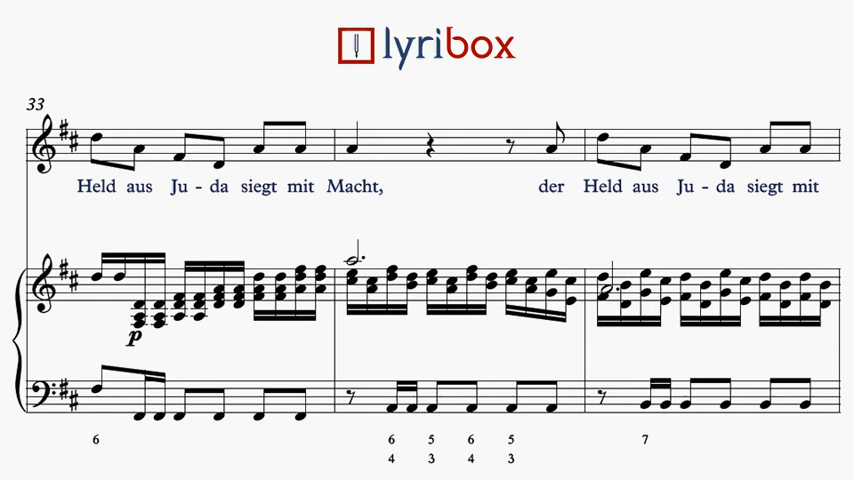 lyribox
33
Held aus Ju - da siegt mit Macht, der Held aus Ju - da siegt mit
p
6 6 5 6 5 7
4 3 4 3